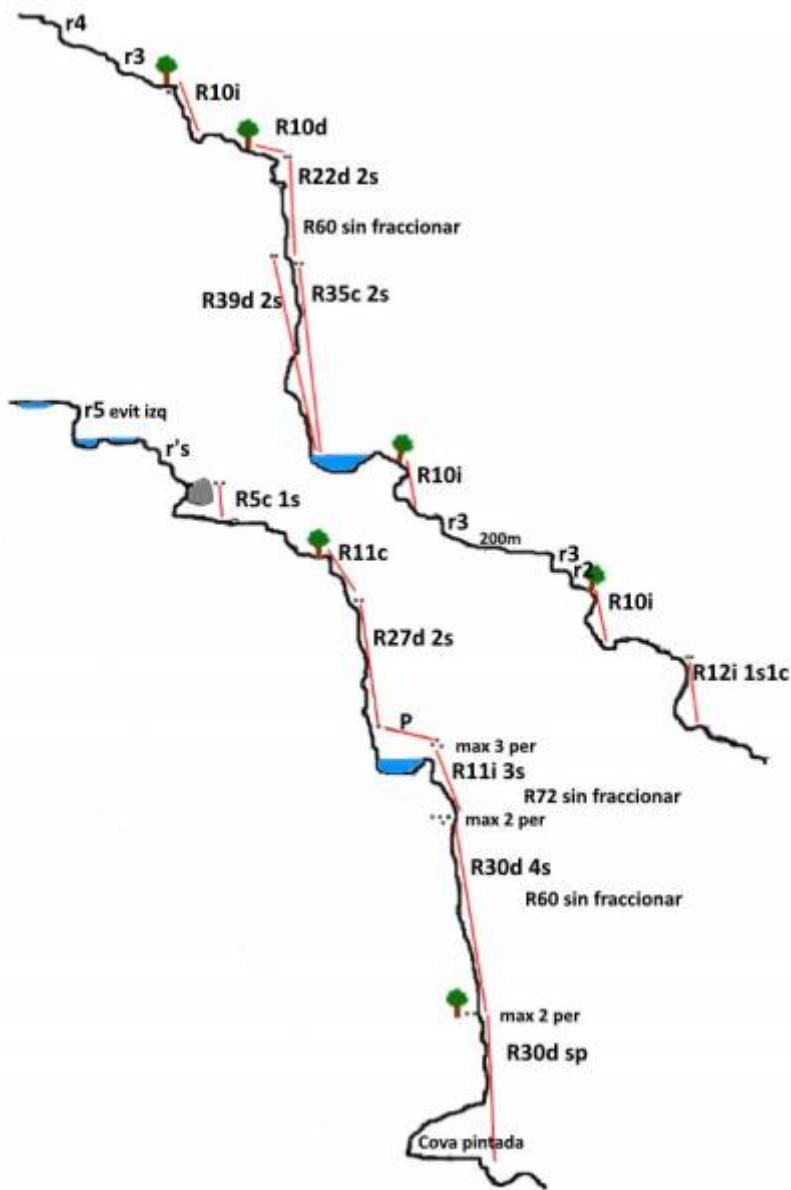 r4
r3
R10i
R10d
R22d 2s
R60 sin fraccionar
R39d 2s
R35c 2s
R10i
r3
200m
r3
r2
R10i
R12i 1s1c
r5 evit izq
r's
R5c 1s
R11c
R27d 2s
P
max 3 per
R11i 3s
R72 sin fraccionar
max 2 per
R30d 4s
R60 sin fraccionar
max 2 per
R30d sp
Cova pintada